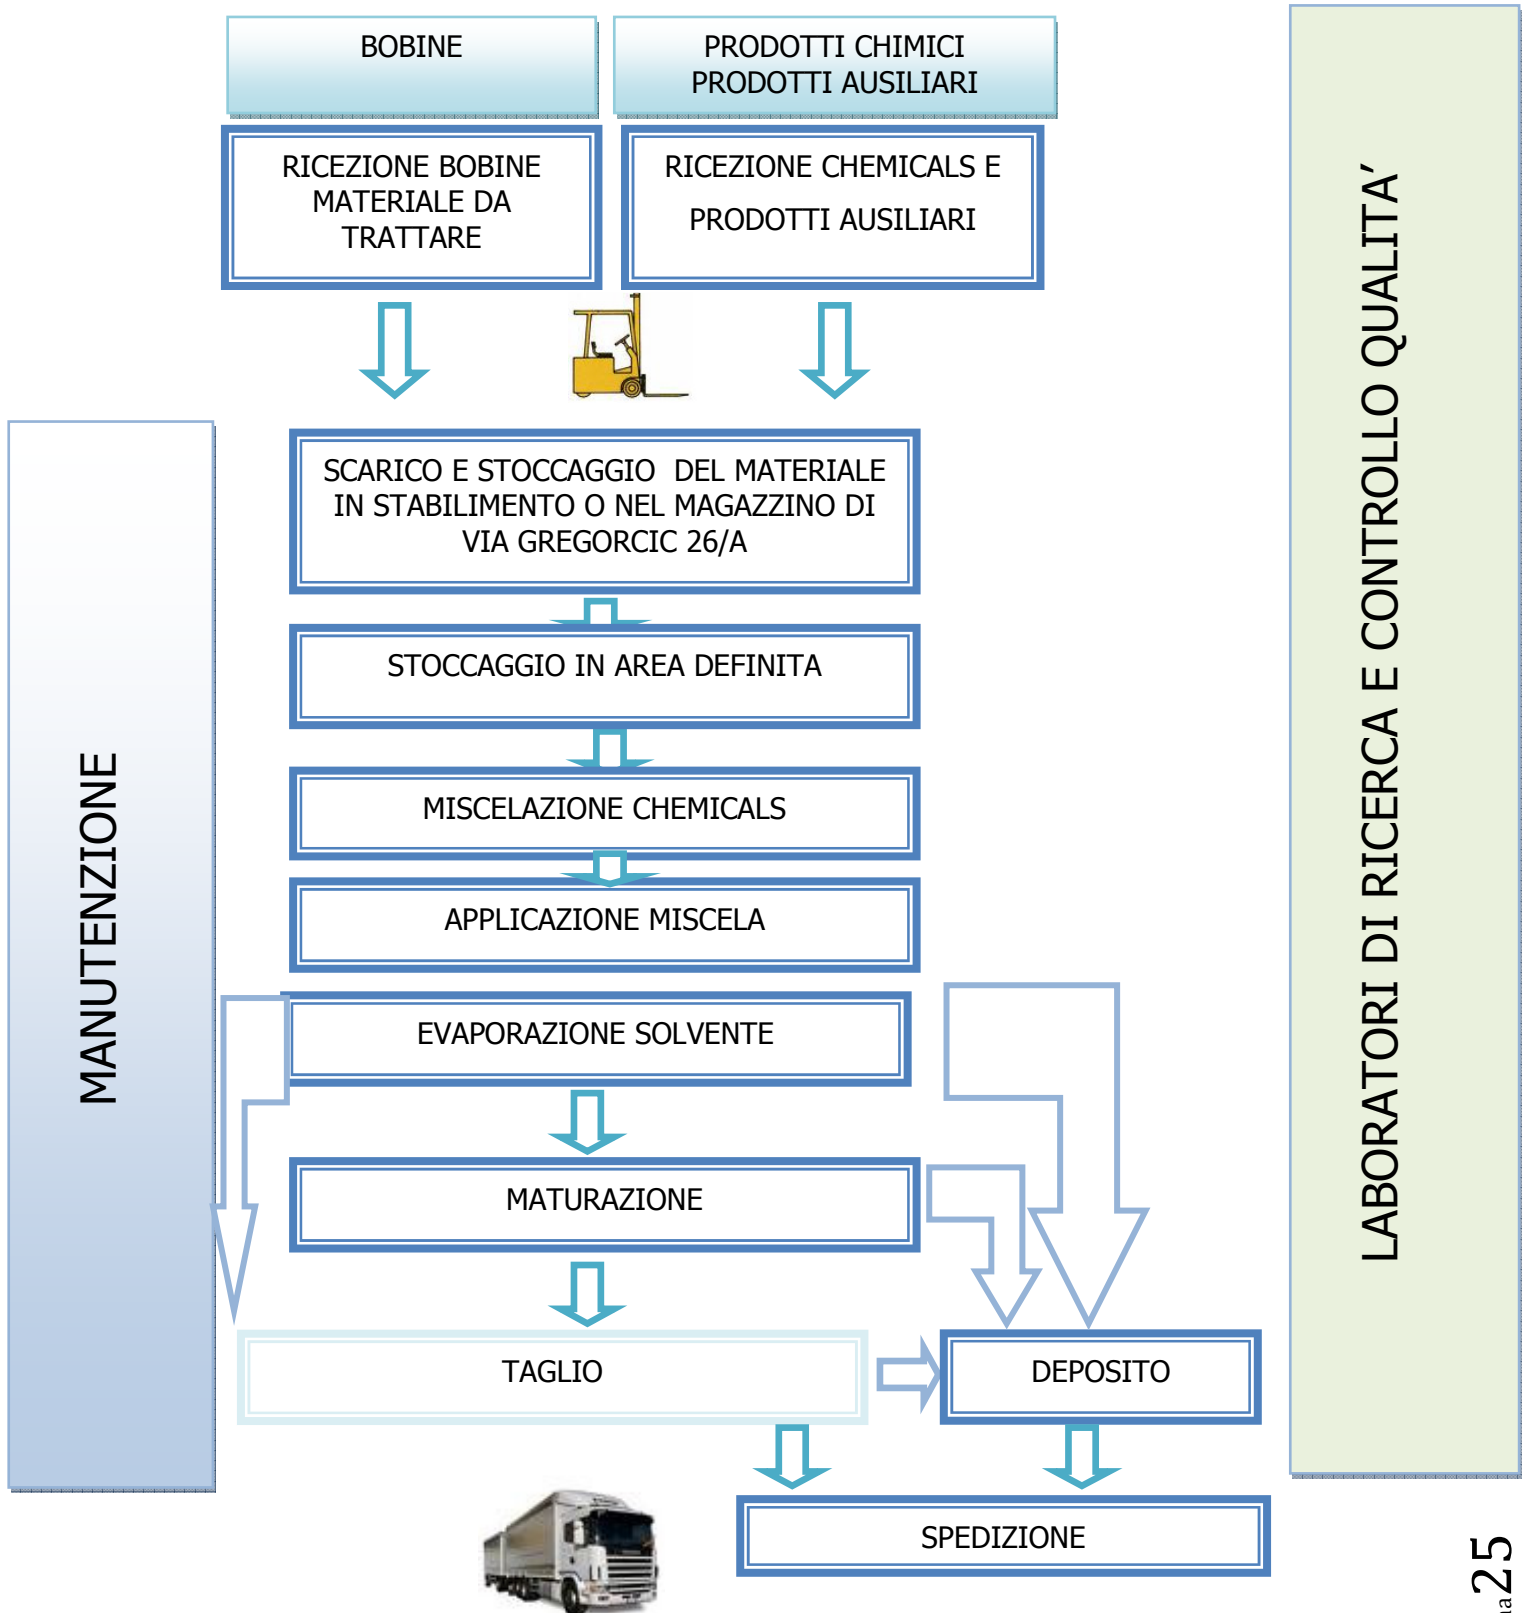 BOBINE
PRODOTTI CHIMICI
PRODOTTI AUSILIARI
RICEZIONE BOBINE
MATERIALE DA
TRATTARE
RICEZIONE CHEMICALS E
PRODOTTI AUSILIARI
SCARICO E STOCCAGGIO DEL MATERIALE
IN STABILIMENTO O NEL MAGAZZINO DI
VIA GREGORCIC 26/A
STOCCAGGIO IN AREA DEFINITA
MISCELAZIONE CHEMICALS
APPLICAZIONE MISCELA
EVAPORAZIONE SOLVENTE
MATURAZIONE
TAGLIO
DEPOSITO
SPEDIZIONE
MANUTENZIONE
LABORATORI DI RICERCA E CONTROLLO QUALITA’
25